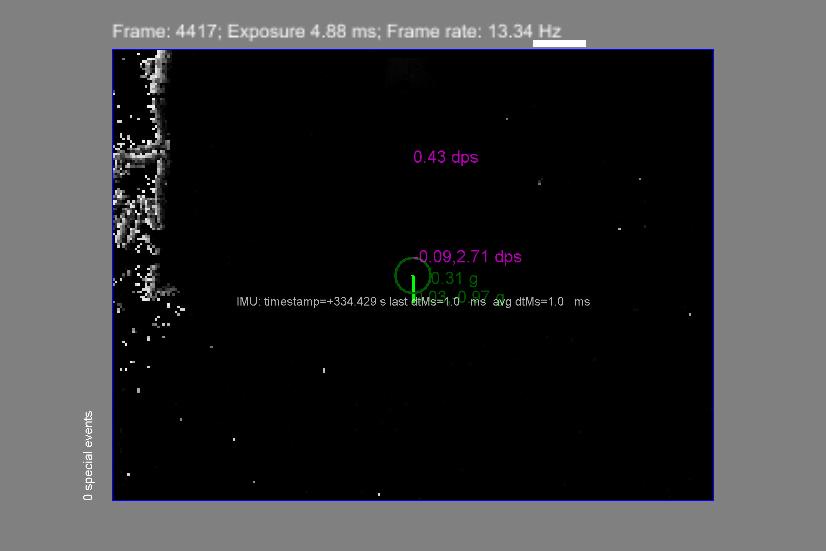 Frame: 4417; Exposure 4.88 ms; Frame rate: 13.34 Hz
0.43 dps
-0.09,2.71 dps
0.31 g
IMU: timestamp=+334.429 s last dtMs=1.0 ms avg dtMs=1.0 ms
0 special events